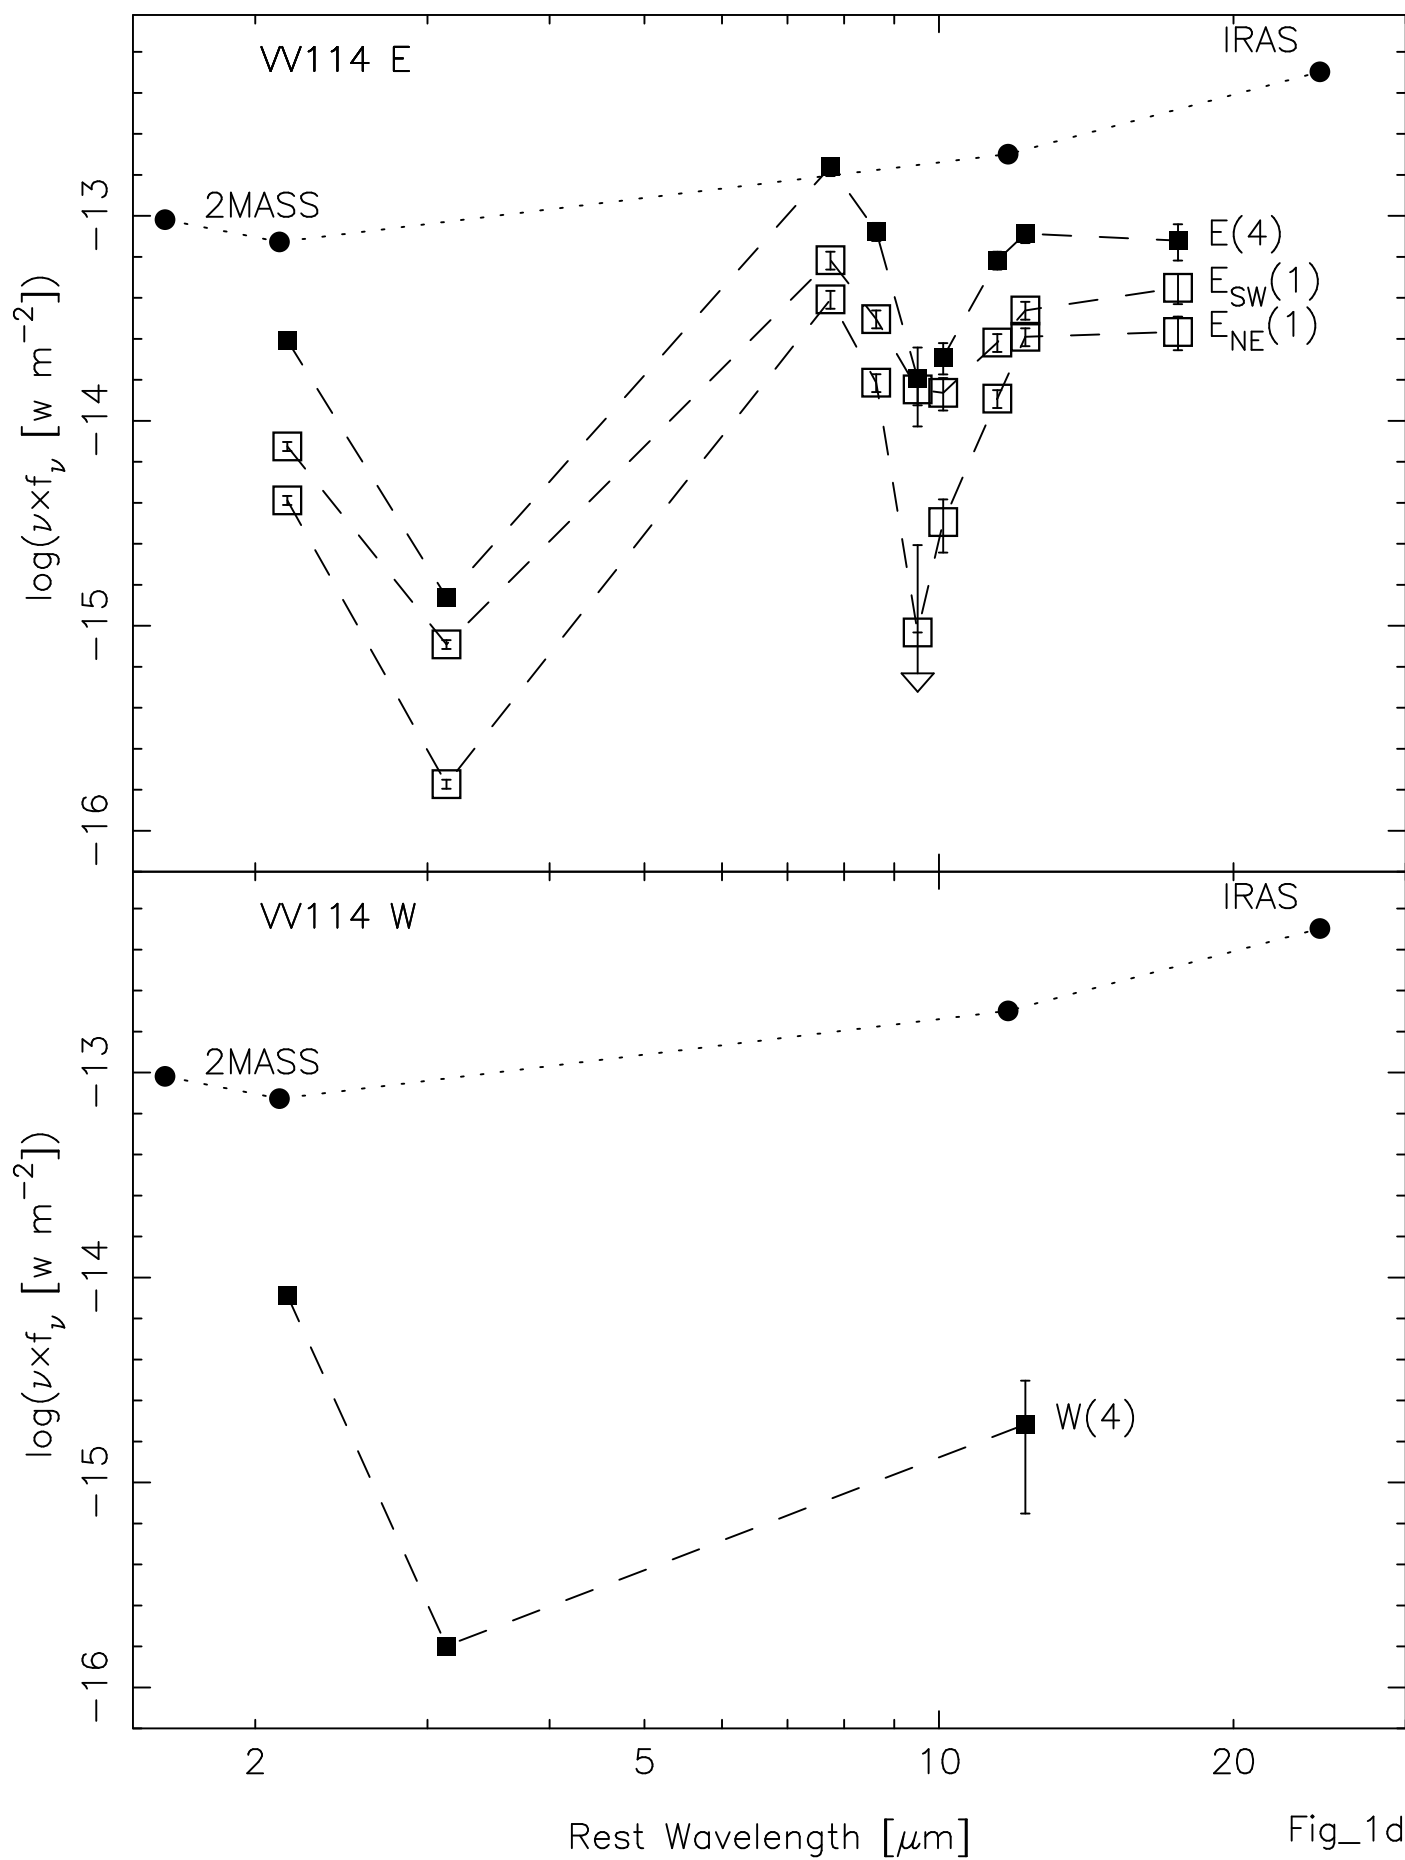 VV114 E
IRAS
2MASS
E(4)
E_SW(1)
E_NE(1)
−13
−14
−15
−16
log(ν×f_ν [w m^−2])
VV114 W
IRAS
2MASS
W(4)
−13
−14
−15
−16
log(ν×f_ν [w m^−2])
2 5 10 20
Rest Wavelength [μm]
Fig_1d